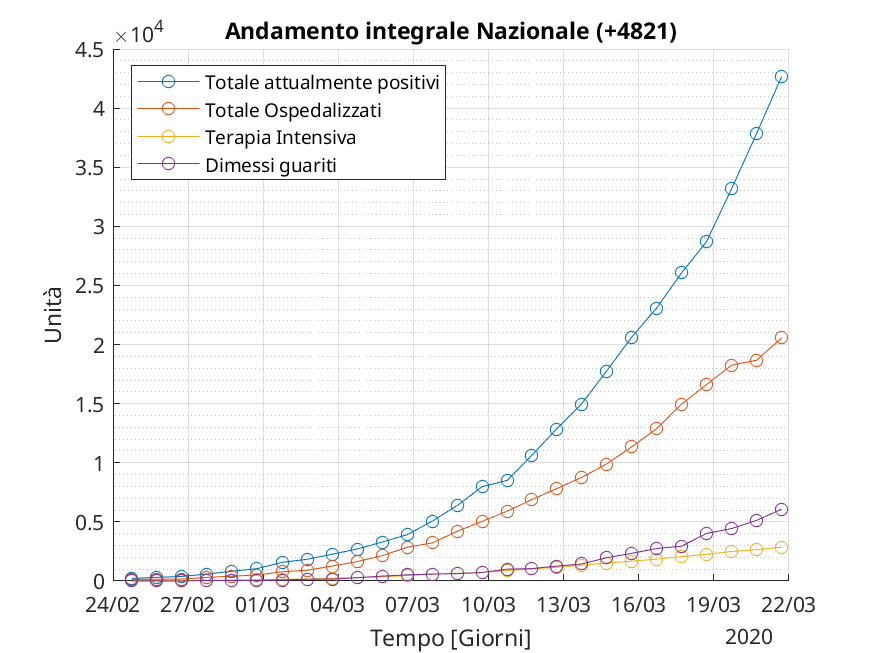 Andamento integrale Nazionale (+4821)
×10⁴
4.5
4
3.5
3
2.5
2
1.5
1
0.5
0
Unità
Totale attualmente positivi
Totale Ospedalizzati
Terapia Intensiva
Dimessi guariti
24/02 27/02 01/03 04/03 07/03 10/03 13/03 16/03 19/03 22/03
Tempo [Giorni]
2020